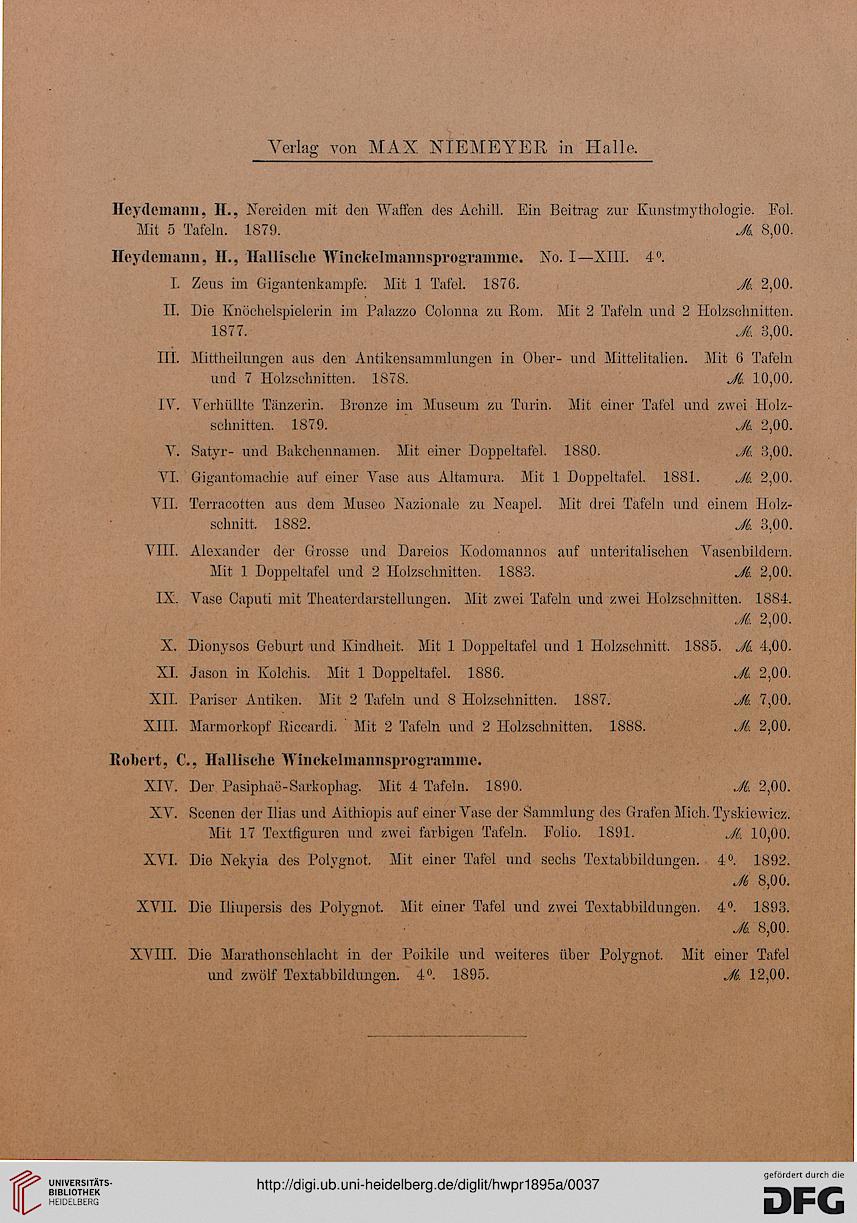 Verlag von MAX NIEMEYER in Halle.
Heydemann, H., Nereiden mit den Waffen des Achill. Ein Beitrag zur Kunstmythologie. Fol.
Mit 5 Tafeln. 1879. ℳ. 8,00.
Heydemann, H., Hallische Winckelmannsprogramme. No. I—XIII. 4⁰.
I. Zeus im Gigantenkampfe. Mit 1 Tafel. 1876. ℳ. 2,00.
II. Die Knöchelspielerin im Palazzo Colonna zu Rom. Mit 2 Tafeln und 2 Holzschnitten.
1877. ℳ. 3,00.
III. Mittheilungen aus den Antikensammlungen in Ober- und Mittelitalien. Mit 6 Tafeln
und 7 Holzschnitten. 1878. ℳ. 10,00.
IV. Verhüllte Tänzerin. Bronze im Museum zu Turin. Mit einer Tafel und zwei Holz-
schnitten. 1879. ℳ. 2,00.
V. Satyr- und Bakchennamen. Mit einer Doppeltafel. 1880. ℳ. 3,00.
VI. Gigantomachie auf einer Vase aus Altamura. Mit 1 Doppeltafel. 1881. ℳ. 2,00.
VII. Terracotten aus dem Museo Nazionale zu Neapel. Mit drei Tafeln und einem Holz-
schnitt. 1882. ℳ. 3,00.
VIII. Alexander der Grosse und Dareios Kodomannos auf unteritalischen Vasenbildern.
Mit 1 Doppeltafel und 2 Holzschnitten. 1883. ℳ. 2,00.
IX. Vase Caputi mit Theaterdarstellungen. Mit zwei Tafeln und zwei Holzschnitten. 1884.
ℳ. 2,00.
X. Dionysos Geburt und Kindheit. Mit 1 Doppeltafel und 1 Holzschnitt. 1885. ℳ. 4,00.
XI. Jason in Kolchis. Mit 1 Doppeltafel. 1886. ℳ. 2,00.
XII. Pariser Antiken. Mit 2 Tafeln und 8 Holzschnitten. 1887. ℳ. 7,00.
XIII. Marmorkopf Riccardi. Mit 2 Tafeln und 2 Holzschnitten. 1888. ℳ. 2,00.
Robert, C., Hallische Winckelmannsprogramme.
XIV. Der Pasiphaë-Sarkophag. Mit 4 Tafeln. 1890. ℳ. 2,00.
XV. Scenen der Ilias und Aithiopis auf einer Vase der Sammlung des Grafen Mich. Tyskiewicz.
Mit 17 Textfiguren und zwei farbigen Tafeln. Folio. 1891. ℳ. 10,00.
XVI. Die Nekyia des Polygnot. Mit einer Tafel und sechs Textabbildungen. 4⁰. 1892.
ℳ 8,00.
XVII. Die Iliupersis des Polygnot. Mit einer Tafel und zwei Textabbildungen. 4⁰. 1893.
ℳ. 8,00.
XVIII. Die Marathonschlacht in der Poikile und weiteres über Polygnot. Mit einer Tafel
und zwölf Textabbildungen. 4⁰. 1895. ℳ. 12,00.
UNIVERSITÄTS-
BIBLIOTHEK
HEIDELBERG
http://digi.ub.uni-heidelberg.de/diglit/hwpr1895a/0037
gefördert durch die
DFG